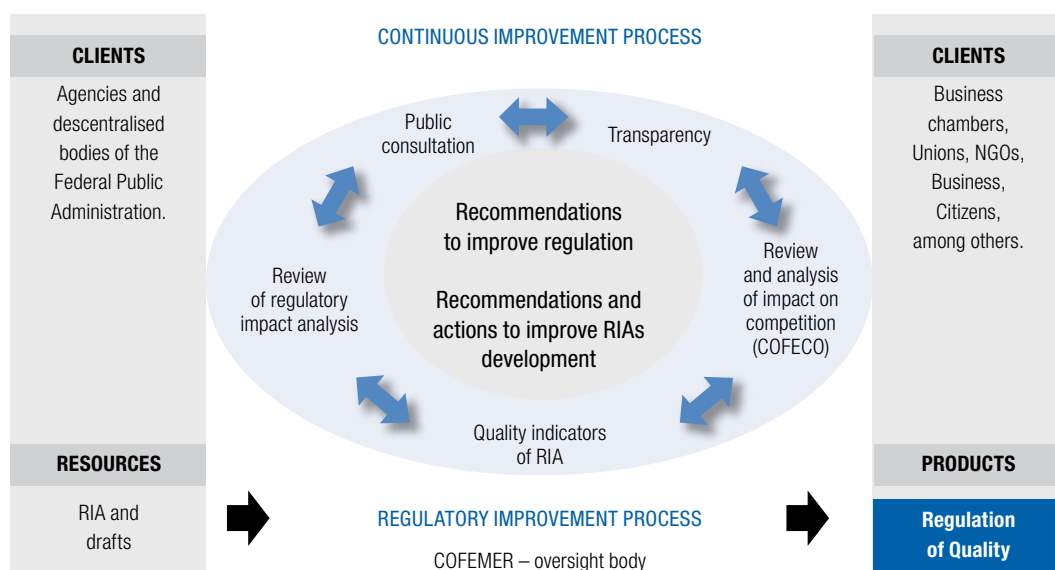 CLIENTS
Agencies and
descentralised
bodies of the
Federal Public
Administration.
RESOURCES
RIA and
drafts
CONTINUOUS IMPROVEMENT PROCESS
Public
consultation
Transparency
Recommendations
to improve regulation
Recommendations and
actions to improve RIAs
development
Review
of regulatory
impact analysis
Review
and analysis
of impact on
competition
(COFECO)
Quality indicators
of RIA
REGULATORY IMPROVEMENT PROCESS
COFEMER – oversight body
CLIENTS
Business
chambers,
Unions, NGOs,
Business,
Citizens,
among others.
PRODUCTS
Regulation
of Quality